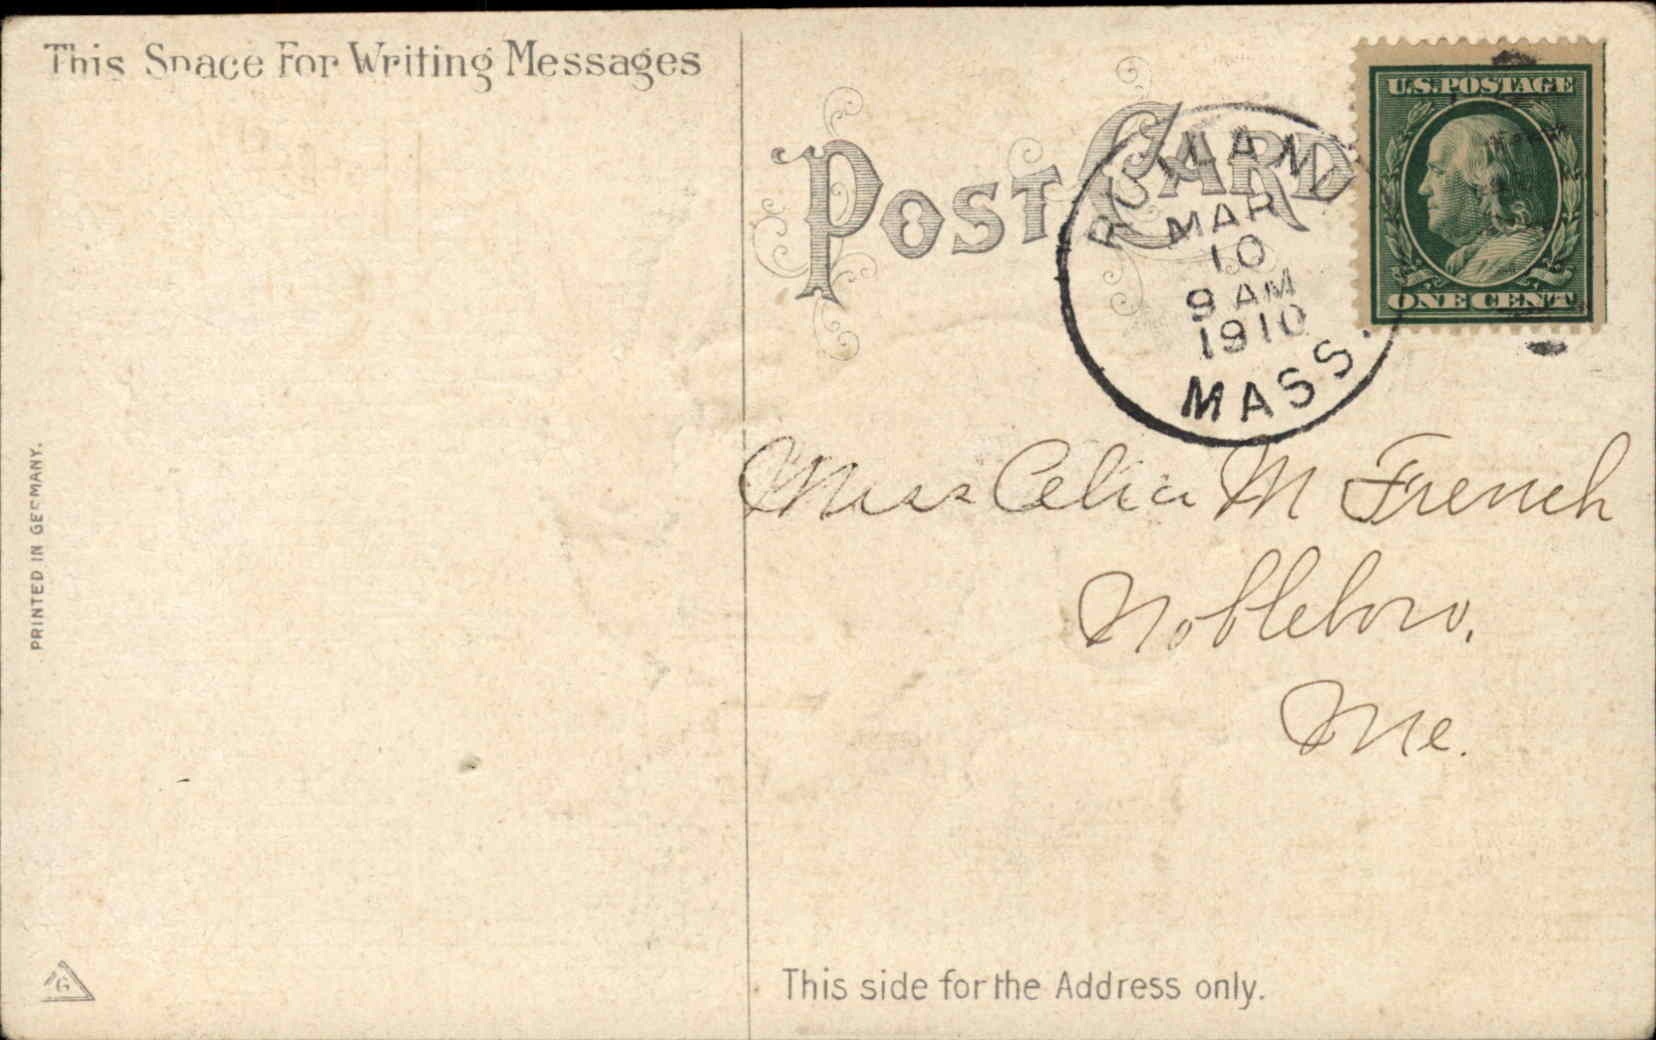 This Space For Writing Messages
POST CARD
U.S. POSTAGE
ONE CENT
MAR
10
9 AM
1910
MASS.
Miss Celia M French
Nobleboro,
Me.
PRINTED IN GERMANY.
G
This side for the Address only.